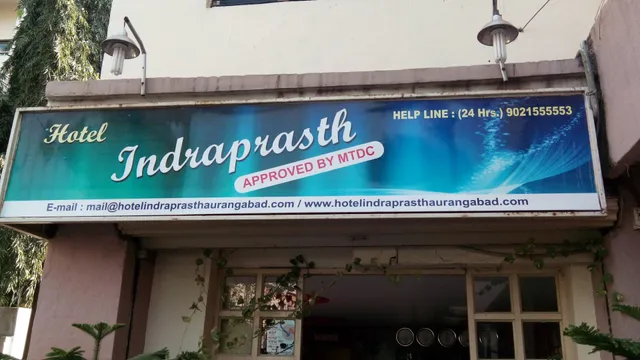 Hotel
Indraprasth
HELP LINE : (24 Hrs.) 9021555553
APPROVED BY MTDC
E-mail : mail@hotelindraprasthaurangabad.com / www.hotelindraprasthaurangabad.com